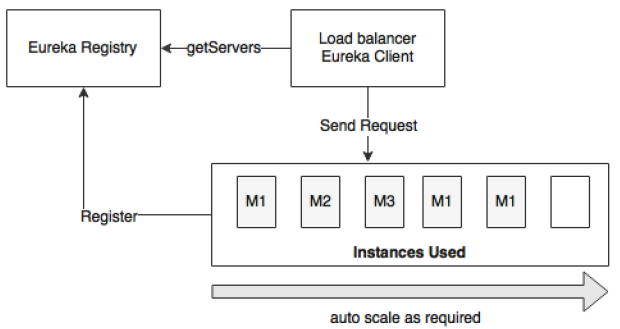 Eureka Registry
getServers
Load balancer
Eureka Client
Send Request
M1
M2
M3
M1
M1
Register
Instances Used
auto scale as required